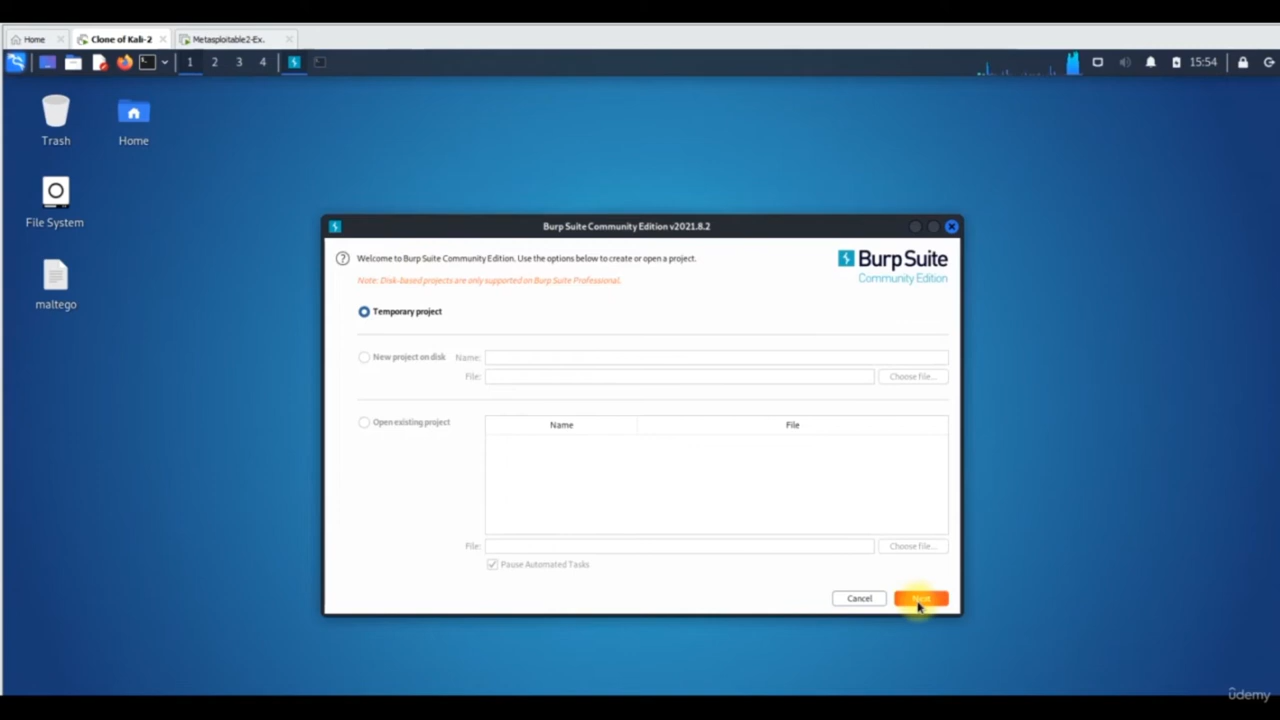 Home
Clone of Kali-2
Metasploitable2-Ex.
1 2 3 4
15:54
Trash
Home
File System
maltego
Burp Suite Community Edition v2021.8.2
Welcome to Burp Suite Community Edition. Use the options below to create or open a project.
Note: Disk-based projects are only supported on Burp Suite Professional.
Burp Suite
Community Edition
Temporary project
New project on disk Name:
File: Choose file...
Open existing project Name File
File: Choose file...
Pause Automated Tasks
Cancel Next
ûdemy